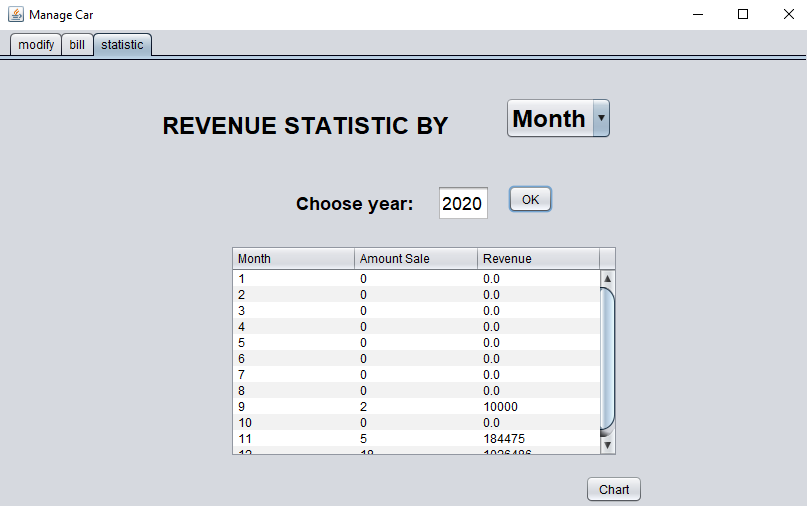 Manage Car
modify bill statistic
REVENUE STATISTIC BY Month
Choose year: 2020 OK
Month Amount Sale Revenue
1 0 0.0
2 0 0.0
3 0 0.0
4 0 0.0
5 0 0.0
6 0 0.0
7 0 0.0
8 0 0.0
9 2 10000
10 0 0.0
11 5 184475
Chart